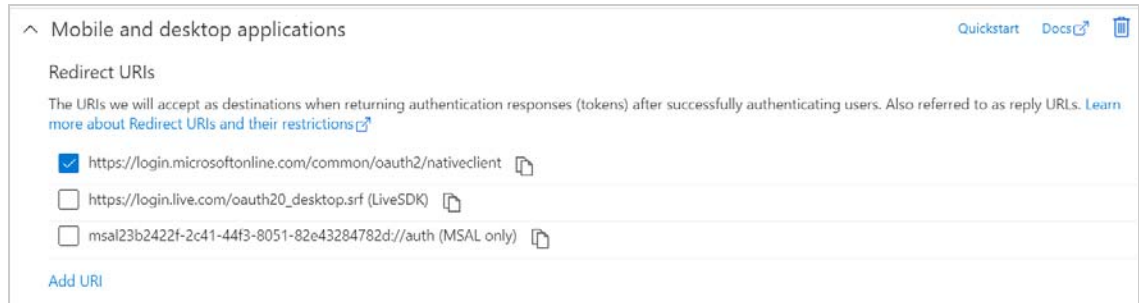 Mobile and desktop applications
Quickstart Docs
Redirect URIs
The URIs we will accept as destinations when returning authentication responses (tokens) after successfully authenticating users. Also referred to as reply URLs. Learn
more about Redirect URIs and their restrictions
https://login.microsoftonline.com/common/oauth2/nativeclient
https://login.live.com/oauth20_desktop.srf (LiveSDK)
msal23b2422f-2c41-44f3-8051-82e43284782d://auth (MSAL only)
Add URI